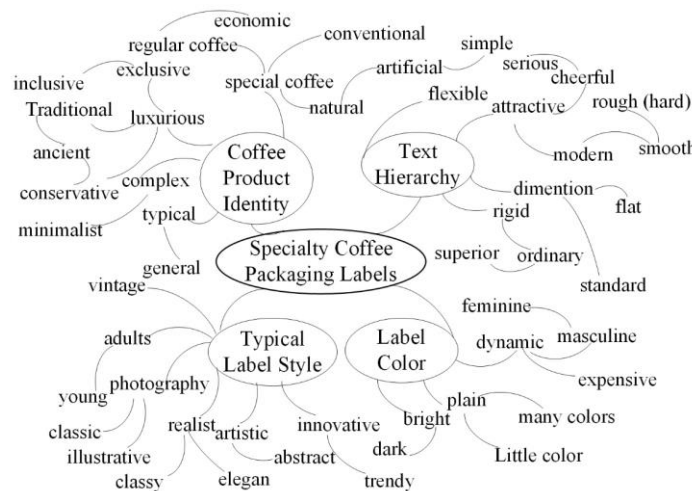 economic
regular coffee
conventional
simple
exclusive
artificial
serious
inclusive
special coffee
cheerful
Traditional
flexible
rough (hard)
natural
attractive
luxurious
ancient
Coffee
Product
Identity
Text
Hierarchy
modern
smooth
conservative
complex
dimention
flat
minimalist
typical
rigid
Specialty Coffee
Packaging Labels
superior
ordinary
general
standard
vintage
feminine
adults
Typical
Label Style
Label
Color
dynamic
masculine
young
photography
expensive
plain
classic
realist
innovative
bright
many colors
artistic
illustrative
abstract
dark
Little color
classy
elegan
trendy